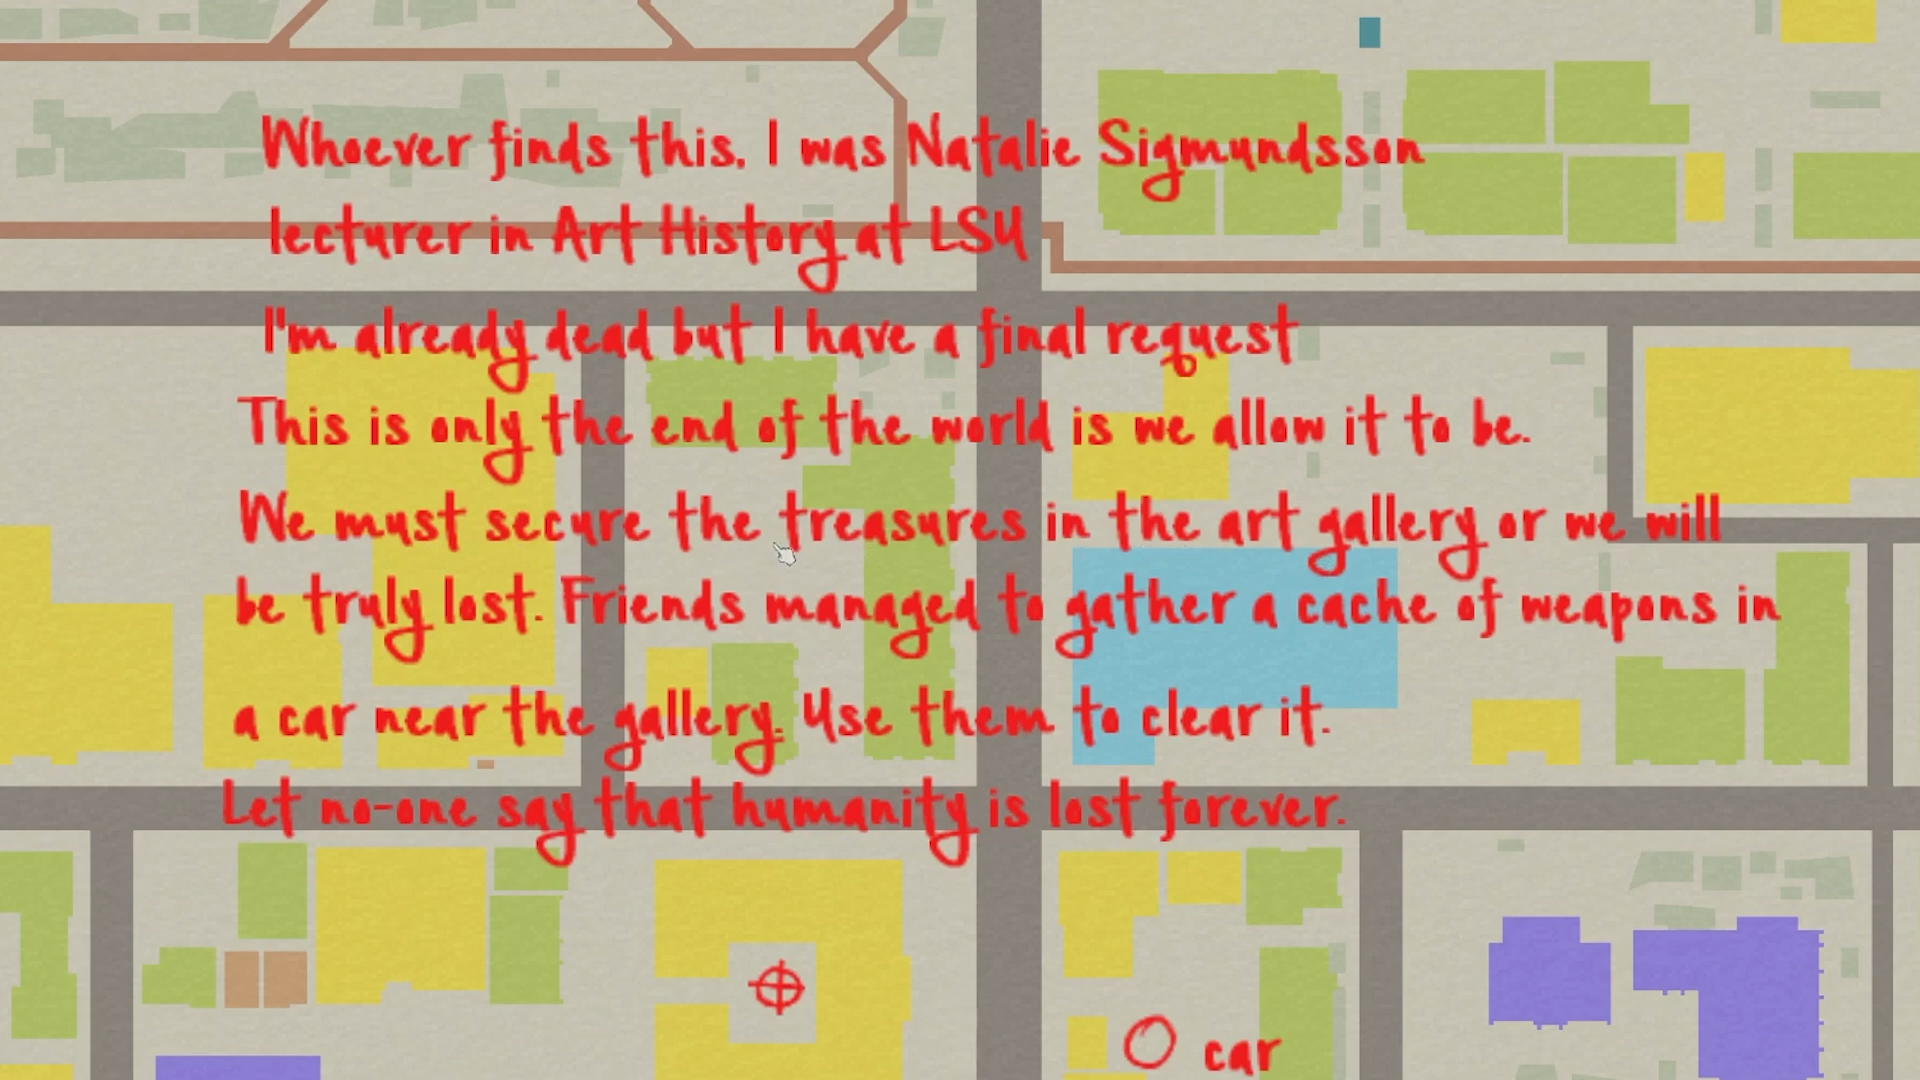 Whoever finds this, I was Natalie Sigmundsson
lecturer in Art History at LSU
I'm already dead but I have a final request
This is only the end of the world is we allow it to be.
We must secure the treasures in the art gallery or we will
be truly lost. Friends managed to gather a cache of weapons in
a car near the gallery. Use them to clear it.
Let no-one say that humanity is lost forever.
car